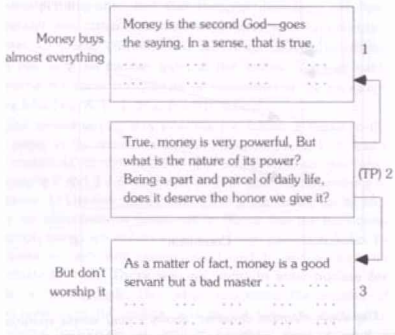 Money buys
almost everything
Money is the second God—goes
the saying. In a sense, that is true,
... ... ... ...
... ... ... ...
1
True, money is very powerful, But
what is the nature of its power?
Being a part and parcel of daily life,
does it deserve the honor we give it?
(TP) 2
But don't
worship it
As a matter of fact, money is a good
servant but a bad master ... ...
... ... ... ...
... ... ... ...
3